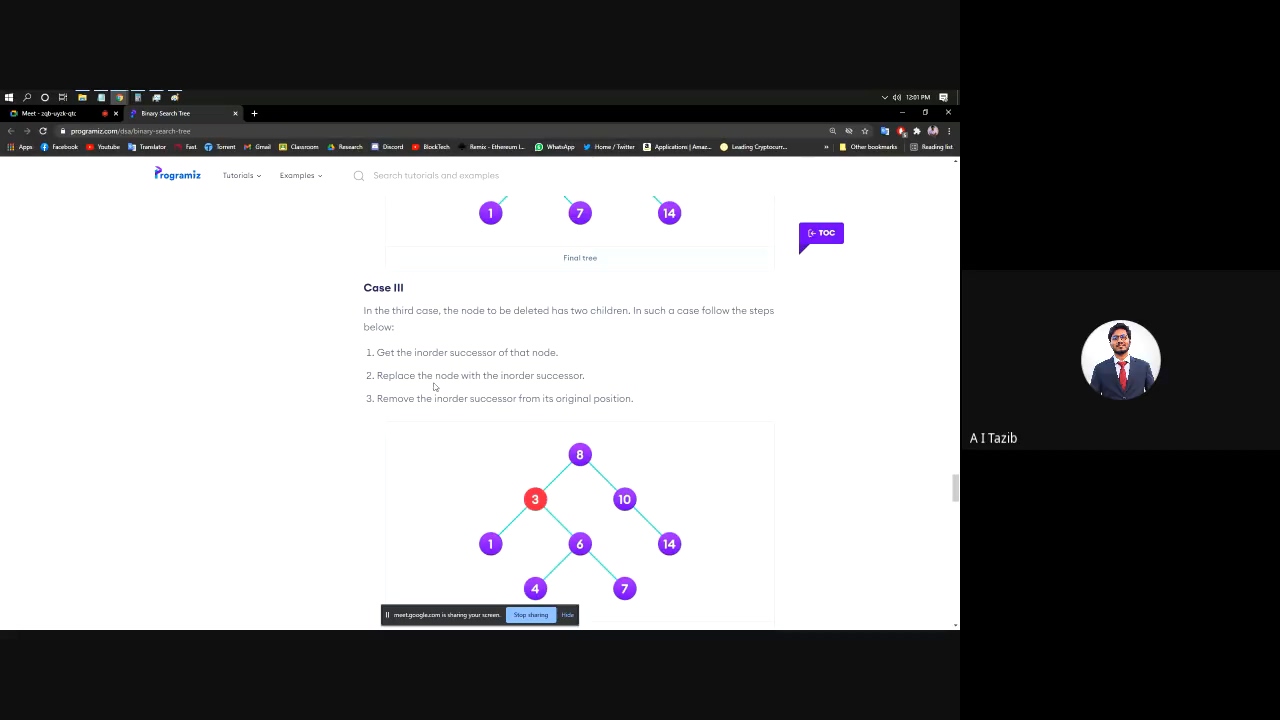 12:01 PM
Meet - zqb-uyzk-qtc
Binary Search Tree
programiz.com/dsa/binary-search-tree
Apps
Facebook
Youtube
Translator
Fast
Torrent
Gmail
Classroom
Research
Discord
BlockTech
Remix - Ethereum I...
WhatsApp
Home / Twitter
Applications | Amaz...
Leading Cryptocurr...
»
Other bookmarks
Reading list
Programiz
Tutorials
Examples
Search tutorials and examples
1
7
14
TOC
Final tree
Case III
In the third case, the node to be deleted has two children. In such a case follow the steps
below:
1. Get the inorder successor of that node.
2. Replace the node with the inorder successor.
3. Remove the inorder successor from its original position.
8
3
10
1
6
14
4
7
meet.google.com is sharing your screen.
Stop sharing
Hide
A I Tazib